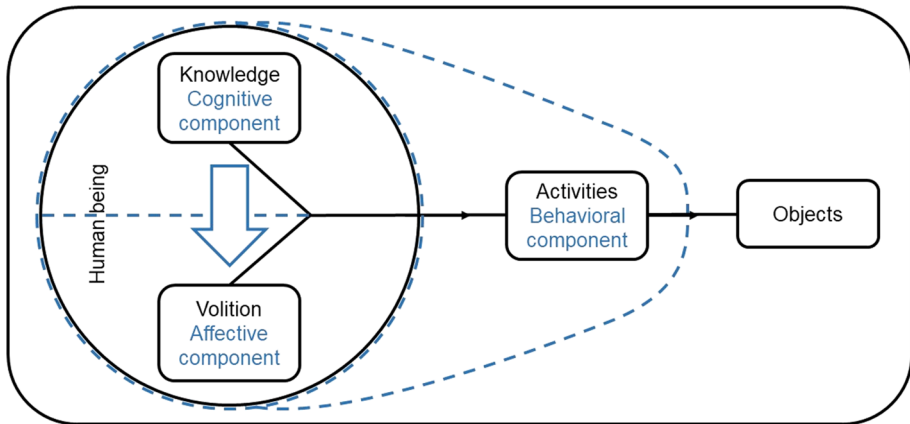 Knowledge
Cognitive
component
Human being
Volition
Affective
component
Activities
Behavioral
component
Objects